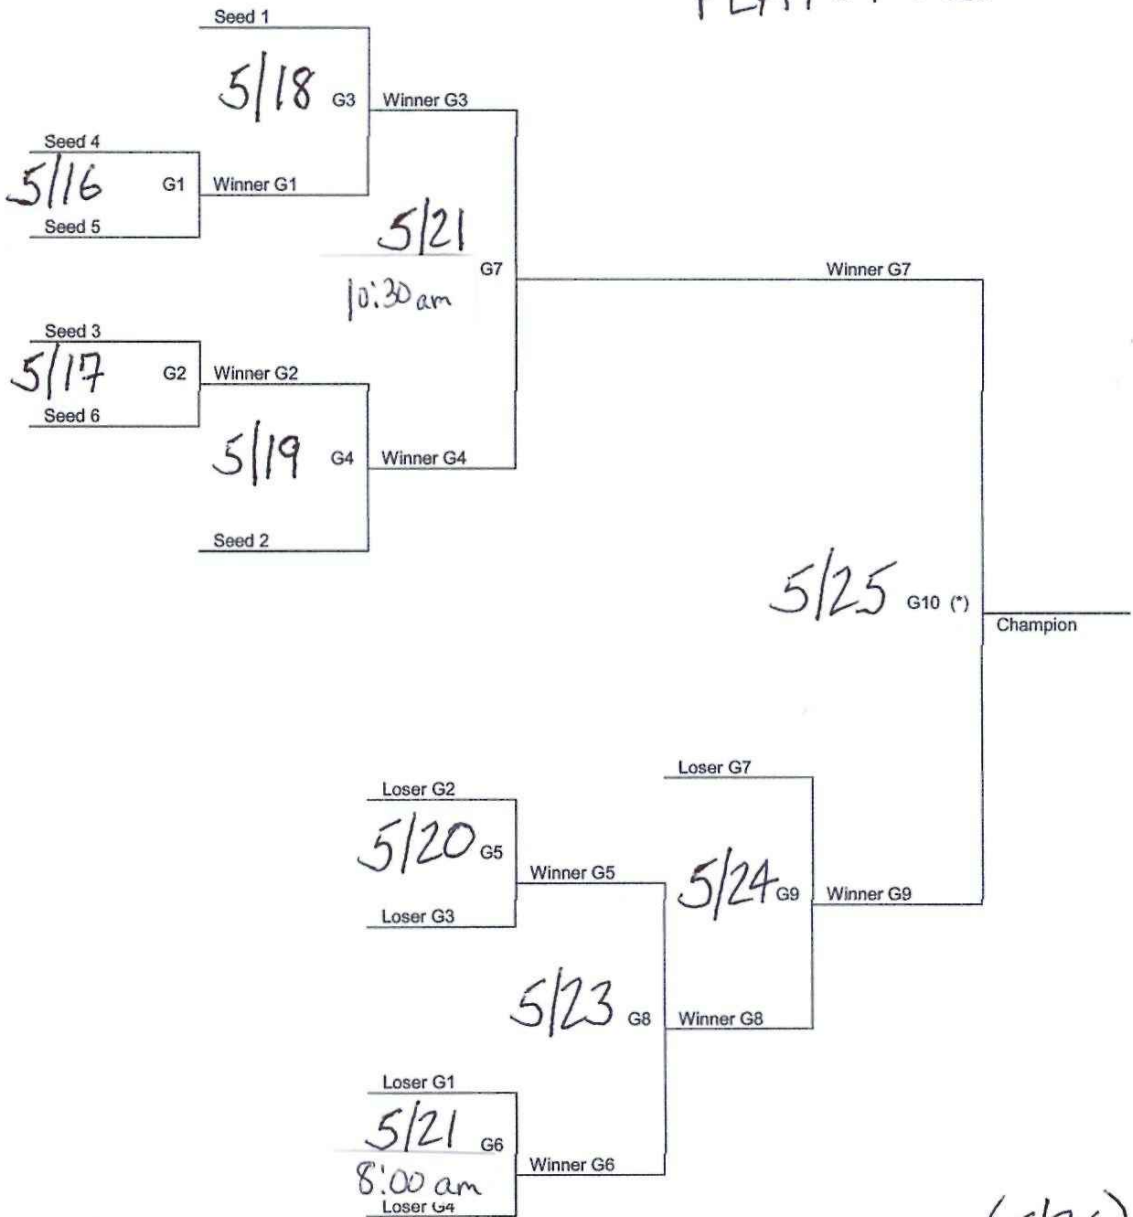 Seed 1
5/18 G3
Winner G3
Seed 4
5/16 G1
Winner G1
Seed 5
5/21 G7
10:30 am
Winner G7
Seed 3
5/17 G2
Winner G2
Seed 6
5/19 G4
Winner G4
Seed 2
5/25 G10 (*)
Champion
Loser G7
Loser G2
5/20 G5
Winner G5
5/24 G9
Winner G9
Loser G3
5/23 G8
Winner G8
Loser G1
5/21 G6
8:00 am
Winner G6
Loser G4